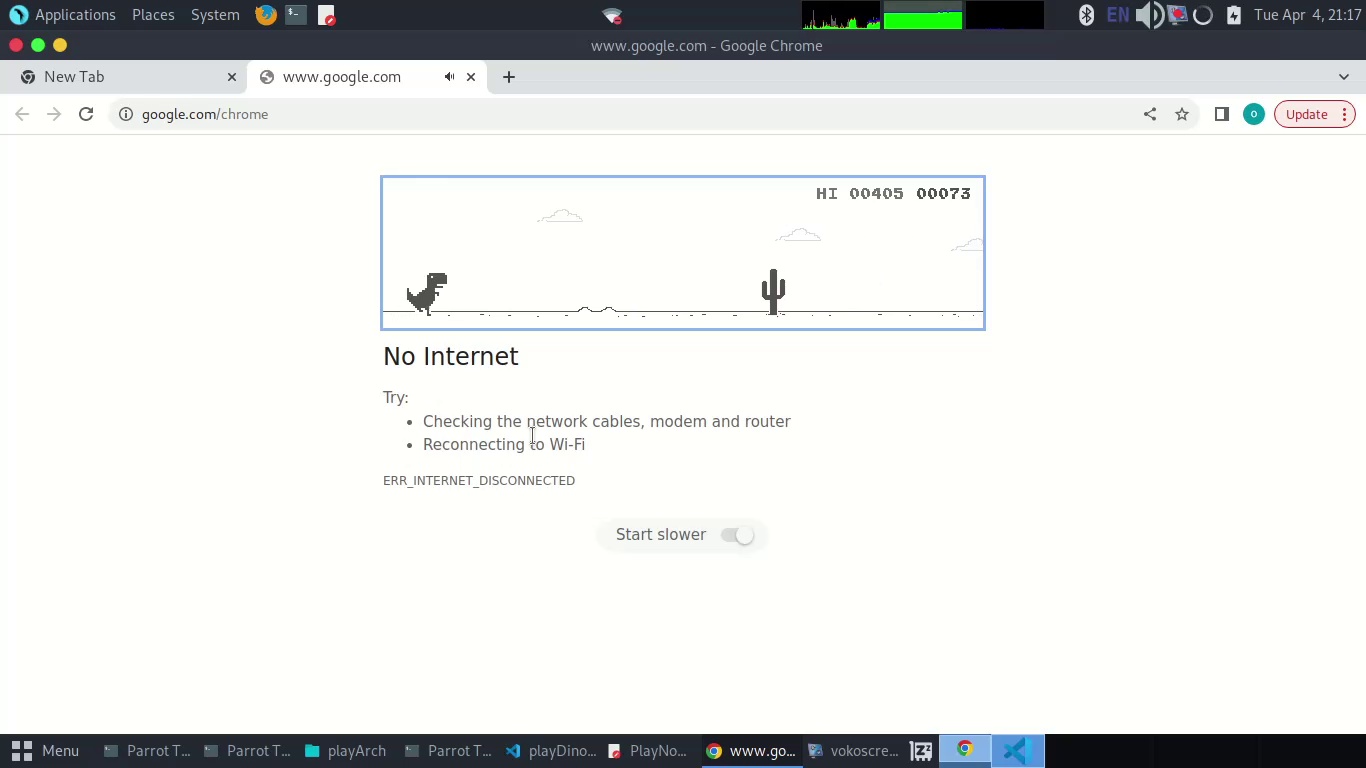 Applications Places System EN Tue Apr 4, 21:17
www.google.com - Google Chrome
New Tab www.google.com
google.com/chrome o Update
HI 00405 00073
No Internet
Try:
• Checking the network cables, modem and router
• Reconnecting to Wi-Fi
ERR_INTERNET_DISCONNECTED
Start slower
Menu Parrot T... Parrot T... playArch Parrot T... playDino... PlayNo... www.go... vokoscre...